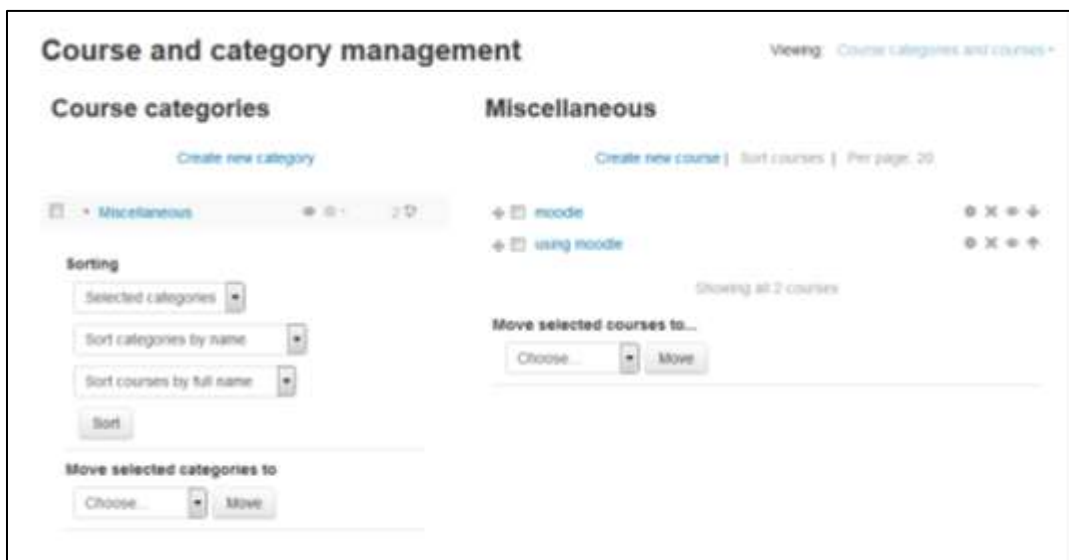 Course and category management
Viewing: Course categories and courses
Course categories
Create new category
Miscellaneous 2
Sorting
Selected categories
Sort categories by name
Sort courses by full name
Sort
Move selected categories to
Choose... Move
Miscellaneous
Create new course | Sort courses | Per page: 20
moodle
using moodle
Showing all 2 courses
Move selected courses to...
Choose... Move